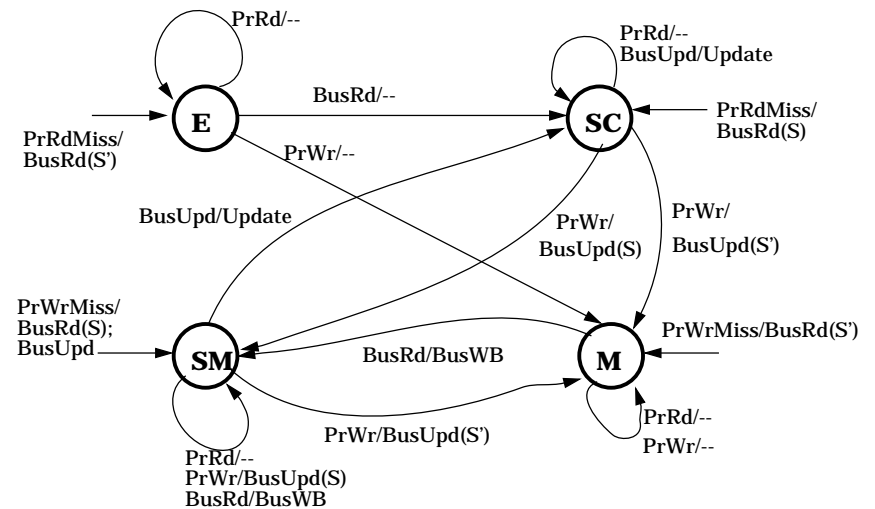 PrRd/--
PrRd/--
BusUpd/Update
BusRd/--
E
SC
PrRdMiss/
BusRd(S')
PrRdMiss/
BusRd(S)
PrWr/--
BusUpd/Update
PrWr/
BusUpd(S)
PrWr/
BusUpd(S')
PrWrMiss/
BusRd(S);
BusUpd
SM
BusRd/BusWB
M
PrWrMiss/BusRd(S')
PrWr/BusUpd(S')
PrRd/--
PrWr/--
PrRd/--
PrWr/BusUpd(S)
BusRd/BusWB